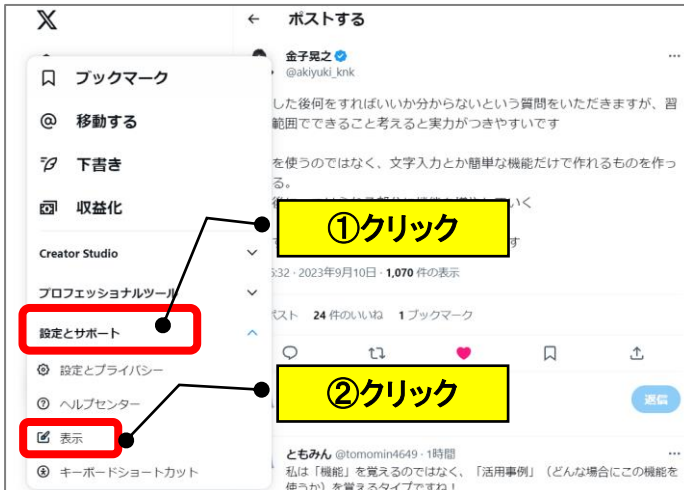 X
← ポストする
金子晃之
@akiyuki_knk
ブックマーク
移動する
下書き
収益化
Creator Studio
プロフェッショナルツール
設定とサポート
設定とプライバシー
ヘルプセンター
表示
キーボードショートカット
した後何をすればいいか分からないという質問をいただきますが、習
範囲でできること考えると実力がつきやすいです
を使うのではなく、文字入力とか簡単な機能だけで作れるものを作っ
る。
いく
①クリック
す
5:32 · 2023年9月10日 · 1,070 件の表示
ポスト 24 件のいいね 1 ブックマーク
②クリック
返信
ともみん @tomomin4649 · 1時間
私は「機能」を覚えるのではなく、「活用事例」（どんな場合にこの機能を
使うか）を覚えるタイプですね！